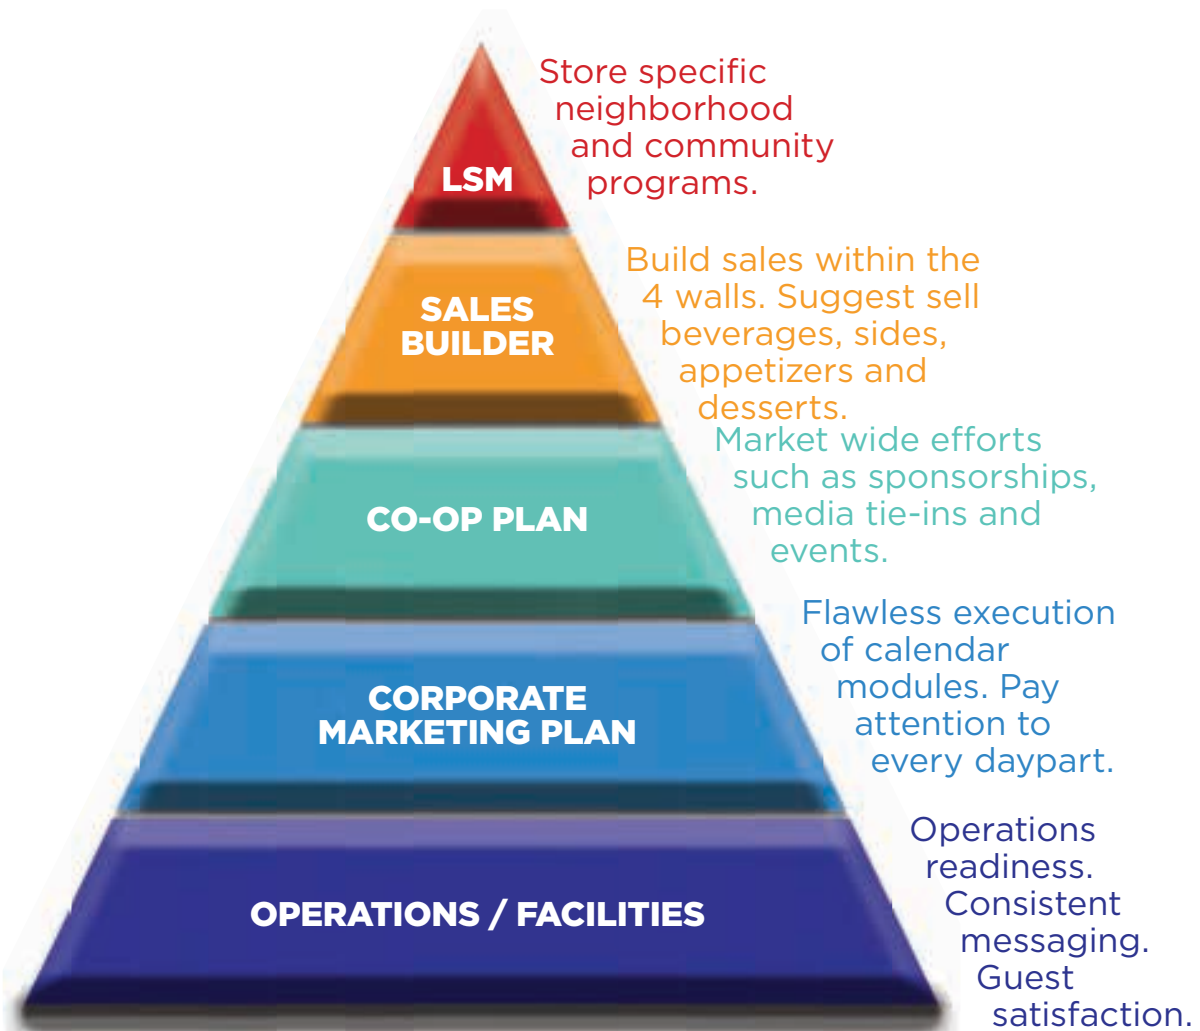 LSM
Store specific
neighborhood
and community
programs.
SALES
BUILDER
Build sales within the
4 walls. Suggest sell
beverages, sides,
appetizers and
desserts.
CO-OP PLAN
Market wide efforts
such as sponsorships,
media tie-ins and
events.
CORPORATE
MARKETING PLAN
Flawless execution
of calendar
modules. Pay
attention to
every daypart.
OPERATIONS / FACILITIES
Operations
readiness.
Consistent
messaging.
Guest
satisfaction.